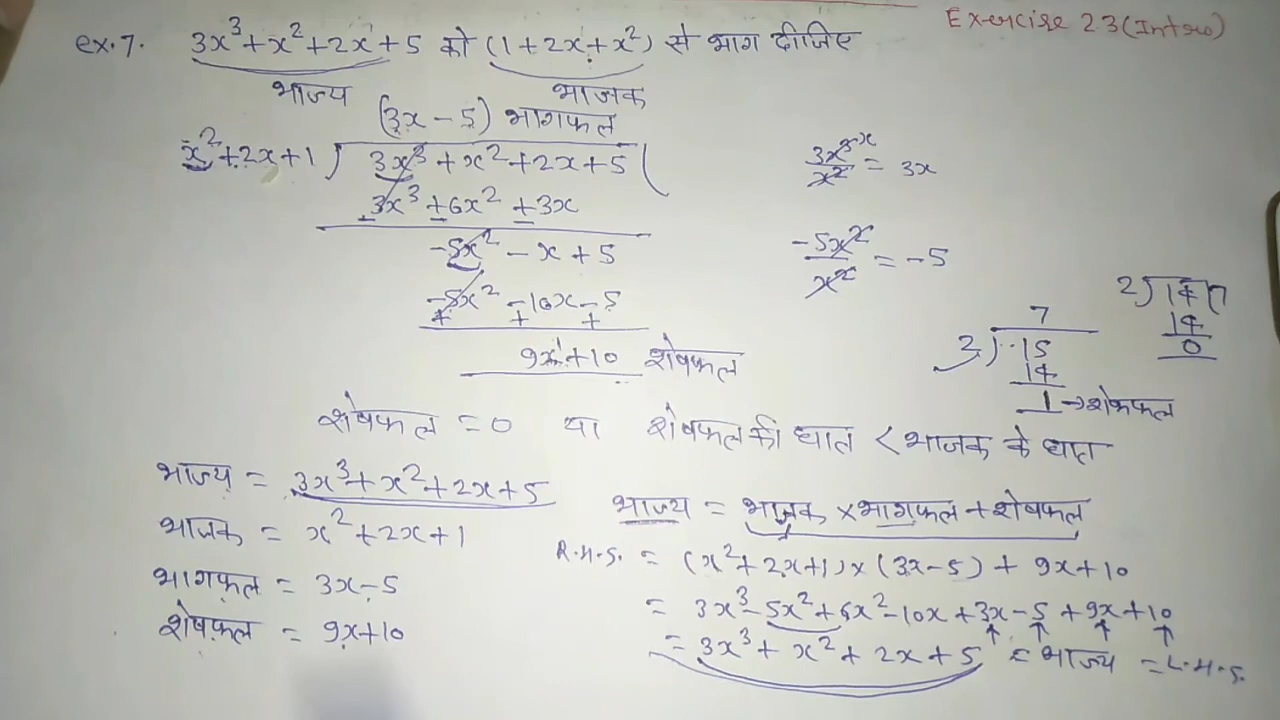 Exercise 2.3 (Intro)
ex.7. 3x³+x²+2x+5 को (1+2x+x²) से भाग दीजिए
भाज्य भाजक
(3x-5) भागफल
x²+2x+1) 3x³+x²+2x+5 (
3x³+6x²+3x
- - -
-5x²-x+5
-5x²-10x-5
+ + +
9x¹+10 शेषफल
3x³/x² = 3x
-5x²/x² = -5
7
2) 15
14
1→शेषफल
2) 14 (7
14
0
शेषफल =0 या शेषफल की घात < भाजक के घात
भाज्य = 3x³+x²+2x+5
भाजक = x²+2x+1
भागफल = 3x-5
शेषफल = 9x+10
भाज्य = भाजक ×भागफल+शेषफल
R.H.S. = (x²+2x+1)×(3x-5)+9x+10
= 3x³-5x²+6x²-10x+3x-5+9x+10
= 3x³+x²+2x+5 = भाज्य =L.H.S.